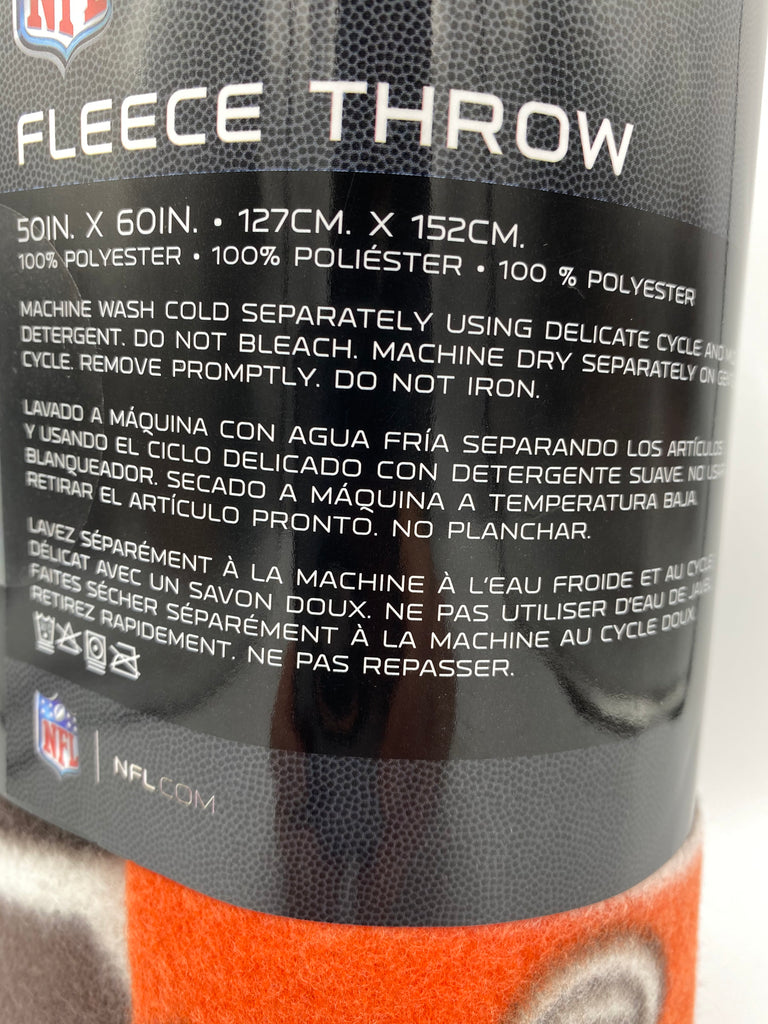 NFL
FLEECE THROW
50IN. X 60IN. • 127CM. X 152CM.
100% POLYESTER • 100% POLIÉSTER • 100 % POLYESTER
MACHINE WASH COLD SEPARATELY USING DELICATE CYCLE AND
DETERGENT. DO NOT BLEACH. MACHINE DRY SEPARATELY ON
CYCLE. REMOVE PROMPTLY. DO NOT IRON.
LAVADO A MÁQUINA CON AGUA FRÍA SEPARANDO LOS ARTÍCULOS
Y USANDO EL CICLO DELICADO CON DETERGENTE SUAVE. NO USAR
BLANQUEADOR. SECADO A MÁQUINA A TEMPERATURA BAJA.
RETIRAR EL ARTÍCULO PRONTO. NO PLANCHAR.
LAVEZ SÉPARÉMENT À LA MACHINE À L'EAU FROIDE ET AU CYCLE
DÉLICAT AVEC UN SAVON DOUX. NE PAS UTILISER D'EAU DE
FAITES SÉCHER SÉPARÉMENT À LA MACHINE AU CYCLE DOUX.
RETIREZ RAPIDEMENT. NE PAS REPASSER.
NFL | NFL.COM